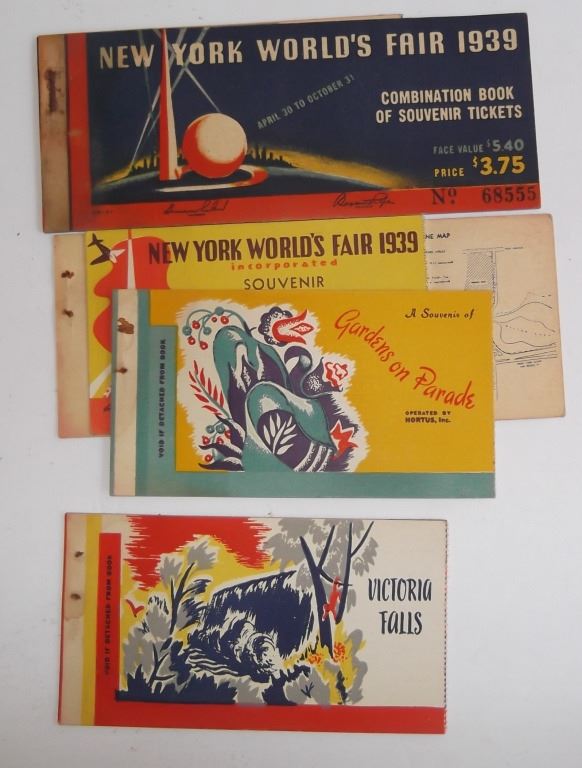 NEW YORK WORLD'S FAIR 1939
APRIL 30 TO OCTOBER 31
COMBINATION BOOK
OF SOUVENIR TICKETS
FACE VALUE $5.40
PRICE $3.75
No. 68555
NEW YORK WORLD'S FAIR 1939
incorporated
SOUVENIR
NE MAP
VOID IF DETACHED FROM BOOK
A Souvenir of
Gardens on Parade
OPERATED BY
HORTUS, Inc.
VOID IF DETACHED FROM BOOK
VICTORIA
FALLS